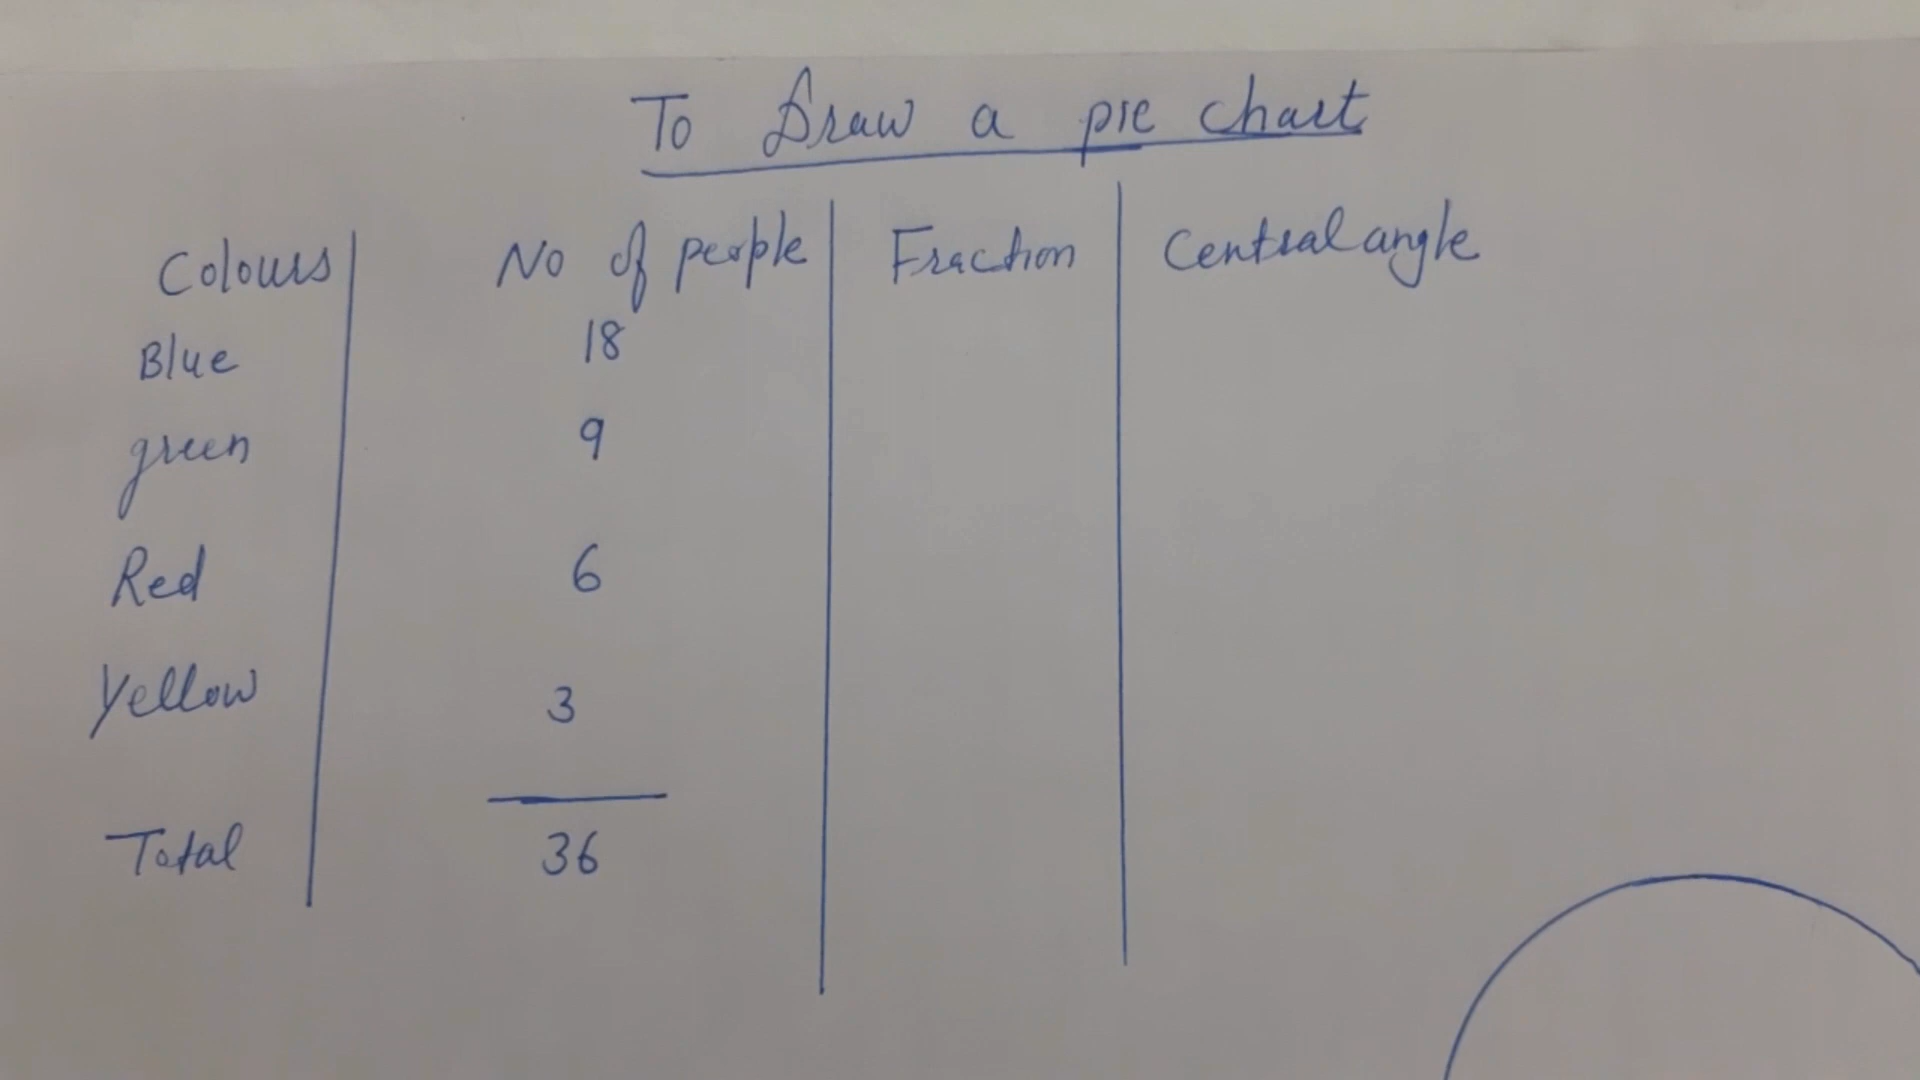 To Draw a pie chart
Colours No of people Fraction Central angle
Blue 18
green 9
Red 6
Yellow 3
Total 36